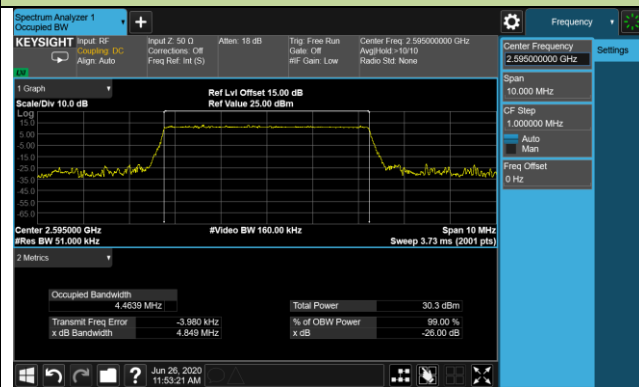 Spectrum Analyzer 1
Occupied BW
Frequency
KEYSIGHT
Input: RF
Coupling: DC
Align: Auto
Input Z: 50 Ω
Corrections: Off
Freq Ref: Int (S)
Atten: 18 dB
Trig: Free Run
Gate: Off
#IF Gain: Low
Center Freq: 2.595000000 GHz
Avg|Hold:>10/10
Radio Std: None
Center Frequency
2.595000000 GHz
Settings
Span
10.000 MHz
CF Step
1.000000 MHz
Auto
Man
Freq Offset
0 Hz
1 Graph
Scale/Div 10.0 dB
Ref Lvl Offset 15.00 dB
Ref Value 25.00 dBm
Log
15.0
5.00
-5.00
-15.0
-25.0
-35.0
-45.0
-55.0
-65.0
Center 2.595000 GHz
#Res BW 51.000 kHz
#Video BW 160.00 kHz
Span 10 MHz
Sweep 3.73 ms (2001 pts)
2 Metrics
Occupied Bandwidth
4.4639 MHz
Total Power 30.3 dBm
Transmit Freq Error -3.980 kHz
% of OBW Power 99.00 %
x dB Bandwidth 4.849 MHz
x dB -26.00 dB
Jun 26, 2020
11:53:21 AM